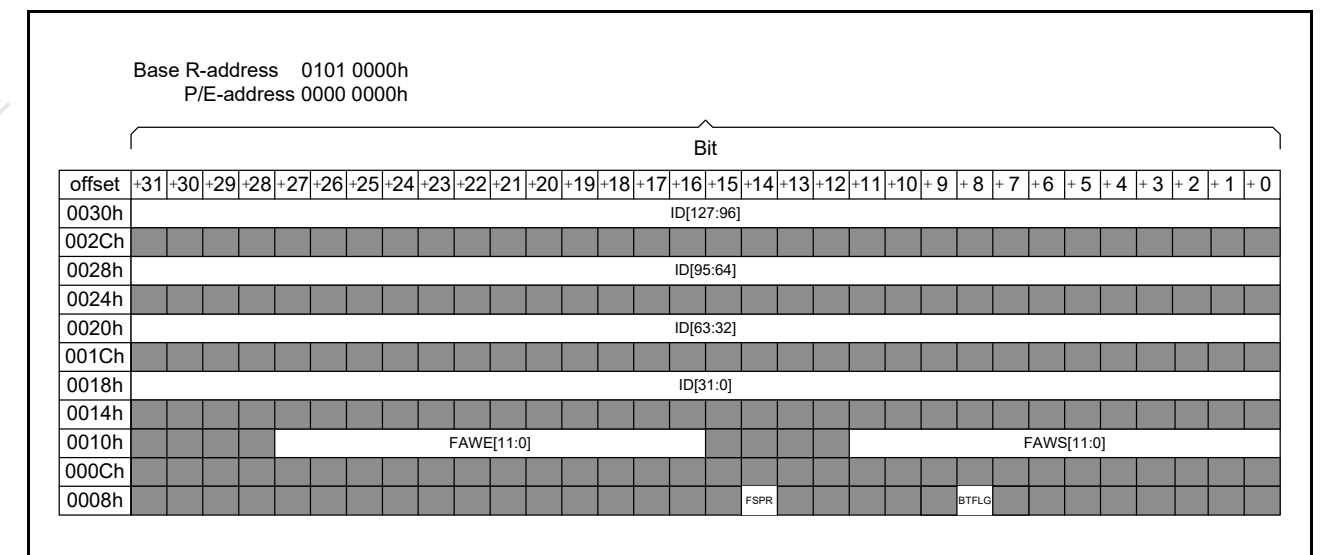 Base R-address 0101 0000h
P/E-address 0000 0000h
Bit
offset +31 +30 +29 +28 +27 +26 +25 +24 +23 +22 +21 +20 +19 +18 +17 +16 +15 +14 +13 +12 +11 +10 + 9 + 8 + 7 + 6 + 5 + 4 + 3 + 2 + 1 + 0
0030h ID[127:96]
002Ch
0028h ID[95:64]
0024h
0020h ID[63:32]
001Ch
0018h ID[31:0]
0014h
0010h FAWE[11:0] FAWS[11:0]
000Ch
0008h FSPR BTFLG